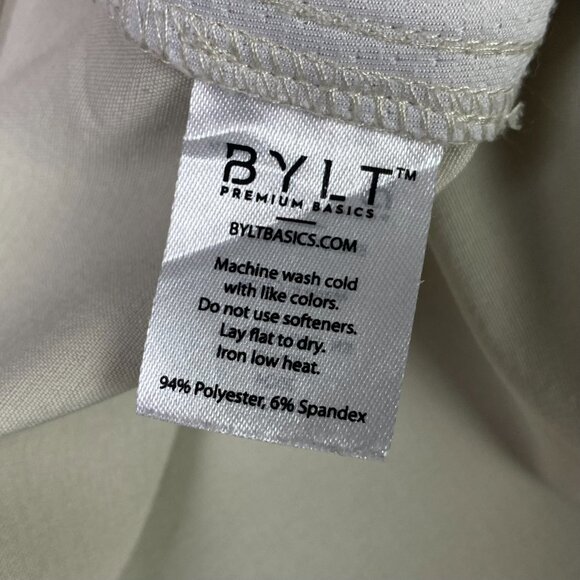 BYLT™
PREMIUM BASICS
BYLTBASICS.COM
Machine wash cold
with like colors.
Do not use softeners.
Lay flat to dry.
Iron low heat.
94% Polyester, 6% Spandex